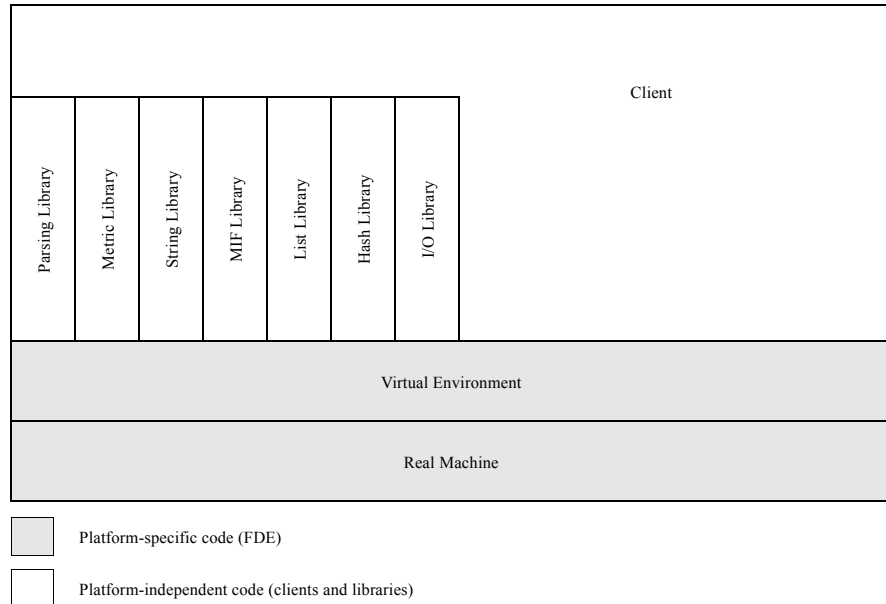 Client
Parsing Library
Metric Library
String Library
MIF Library
List Library
Hash Library
I/O Library
Virtual Environment
Real Machine
Platform-specific code (FDE)
Platform-independent code (clients and libraries)